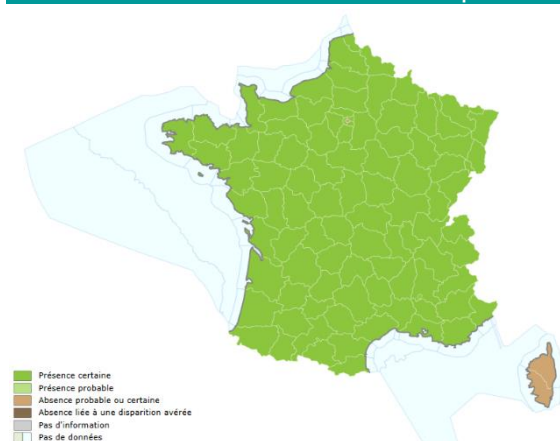 Présence certaine
Présence probable
Absence probable ou certaine
Absence liée à une disparition avérée
Pas d'information
Pas de données